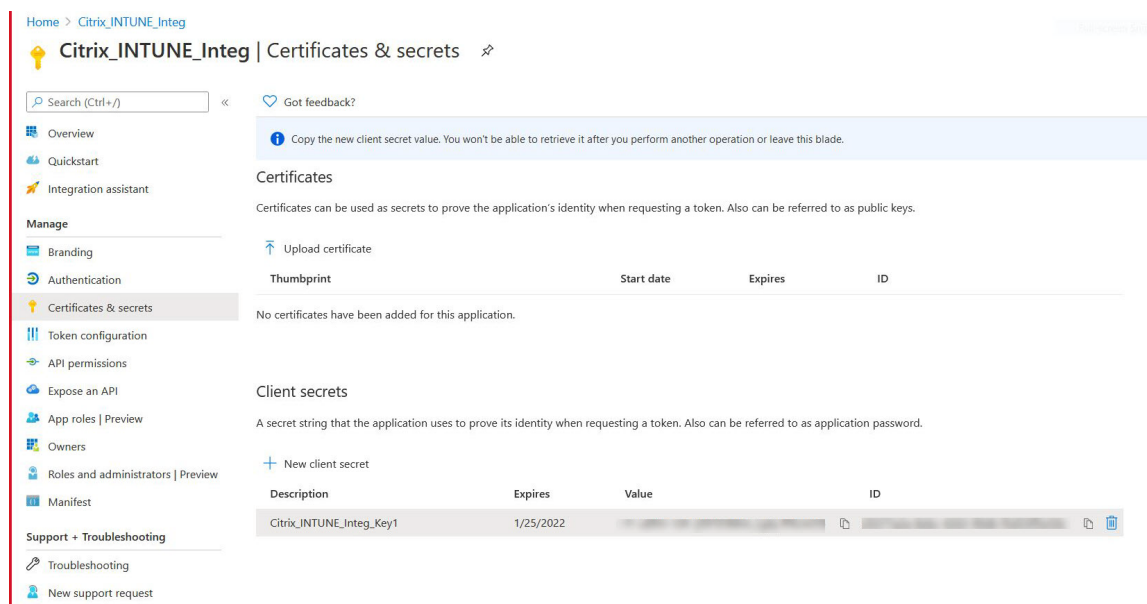 Home > Citrix_INTUNE_Integ
Citrix_INTUNE_Integ | Certificates & secrets
Search (Ctrl+/)
«
Overview
Quickstart
Integration assistant
Manage
Branding
Authentication
Certificates & secrets
Token configuration
API permissions
Expose an API
App roles | Preview
Owners
Roles and administrators | Preview
Manifest
Support + Troubleshooting
Troubleshooting
New support request
Got feedback?
Copy the new client secret value. You won't be able to retrieve it after you perform another operation or leave this blade.
Certificates
Certificates can be used as secrets to prove the application's identity when requesting a token. Also can be referred to as public keys.
Upload certificate
Thumbprint Start date Expires ID
No certificates have been added for this application.
Client secrets
A secret string that the application uses to prove its identity when requesting a token. Also can be referred to as application password.
New client secret
Description Expires Value ID
Citrix_INTUNE_Integ_Key1 1/25/2022